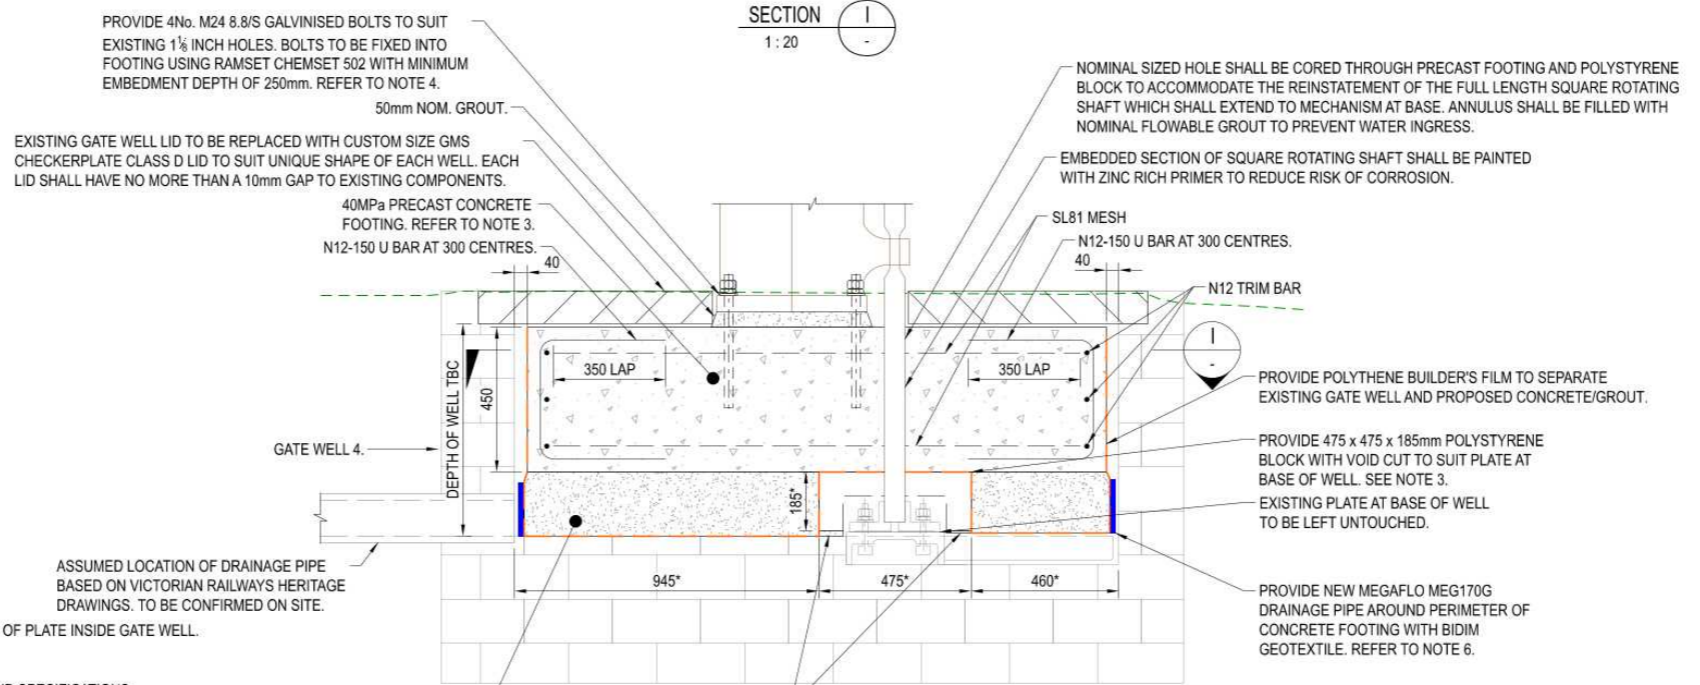 PROVIDE 4No. M24 8.8/S GALVINISED BOLTS TO SUIT
EXISTING 1⅛ INCH HOLES. BOLTS TO BE FIXED INTO
FOOTING USING RAMSET CHEMSET 502 WITH MINIMUM
EMBEDMENT DEPTH OF 250mm. REFER TO NOTE 4.
50mm NOM. GROUT.
EXISTING GATE WELL LID TO BE REPLACED WITH CUSTOM SIZE GMS
CHECKERPLATE CLASS D LID TO SUIT UNIQUE SHAPE OF EACH WELL. EACH
LID SHALL HAVE NO MORE THAN A 10mm GAP TO EXISTING COMPONENTS.
40MPa PRECAST CONCRETE
FOOTING. REFER TO NOTE 3.
N12-150 U BAR AT 300 CENTRES.
SECTION
1 : 20
I
-
NOMINAL SIZED HOLE SHALL BE CORED THROUGH PRECAST FOOTING AND POLYSTYRENE
BLOCK TO ACCOMMODATE THE REINSTATEMENT OF THE FULL LENGTH SQUARE ROTATING
SHAFT WHICH SHALL EXTEND TO MECHANISM AT BASE. ANNULUS SHALL BE FILLED WITH
NOMINAL FLOWABLE GROUT TO PREVENT WATER INGRESS.
EMBEDDED SECTION OF SQUARE ROTATING SHAFT SHALL BE PAINTED
WITH ZINC RICH PRIMER TO REDUCE RISK OF CORROSION.
SL81 MESH
N12-150 U BAR AT 300 CENTRES.
40
40
N12 TRIM BAR
I
-
350 LAP
350 LAP
450
DEPTH OF WELL TBC
GATE WELL 4.
185*
PROVIDE POLYTHENE BUILDER'S FILM TO SEPARATE
EXISTING GATE WELL AND PROPOSED CONCRETE/GROUT.
PROVIDE 475 x 475 x 185mm POLYSTYRENE
BLOCK WITH VOID CUT TO SUIT PLATE AT
BASE OF WELL. SEE NOTE 3.
EXISTING PLATE AT BASE OF WELL
TO BE LEFT UNTOUCHED.
ASSUMED LOCATION OF DRAINAGE PIPE
BASED ON VICTORIAN RAILWAYS HERITAGE
DRAWINGS. TO BE CONFIRMED ON SITE.
945*
475*
460*
PROVIDE NEW MEGAFLO MEG170G
DRAINAGE PIPE AROUND PERIMETER OF
CONCRETE FOOTING WITH BIDIM
GEOTEXTILE. REFER TO NOTE 6.
OF PLATE INSIDE GATE WELL.